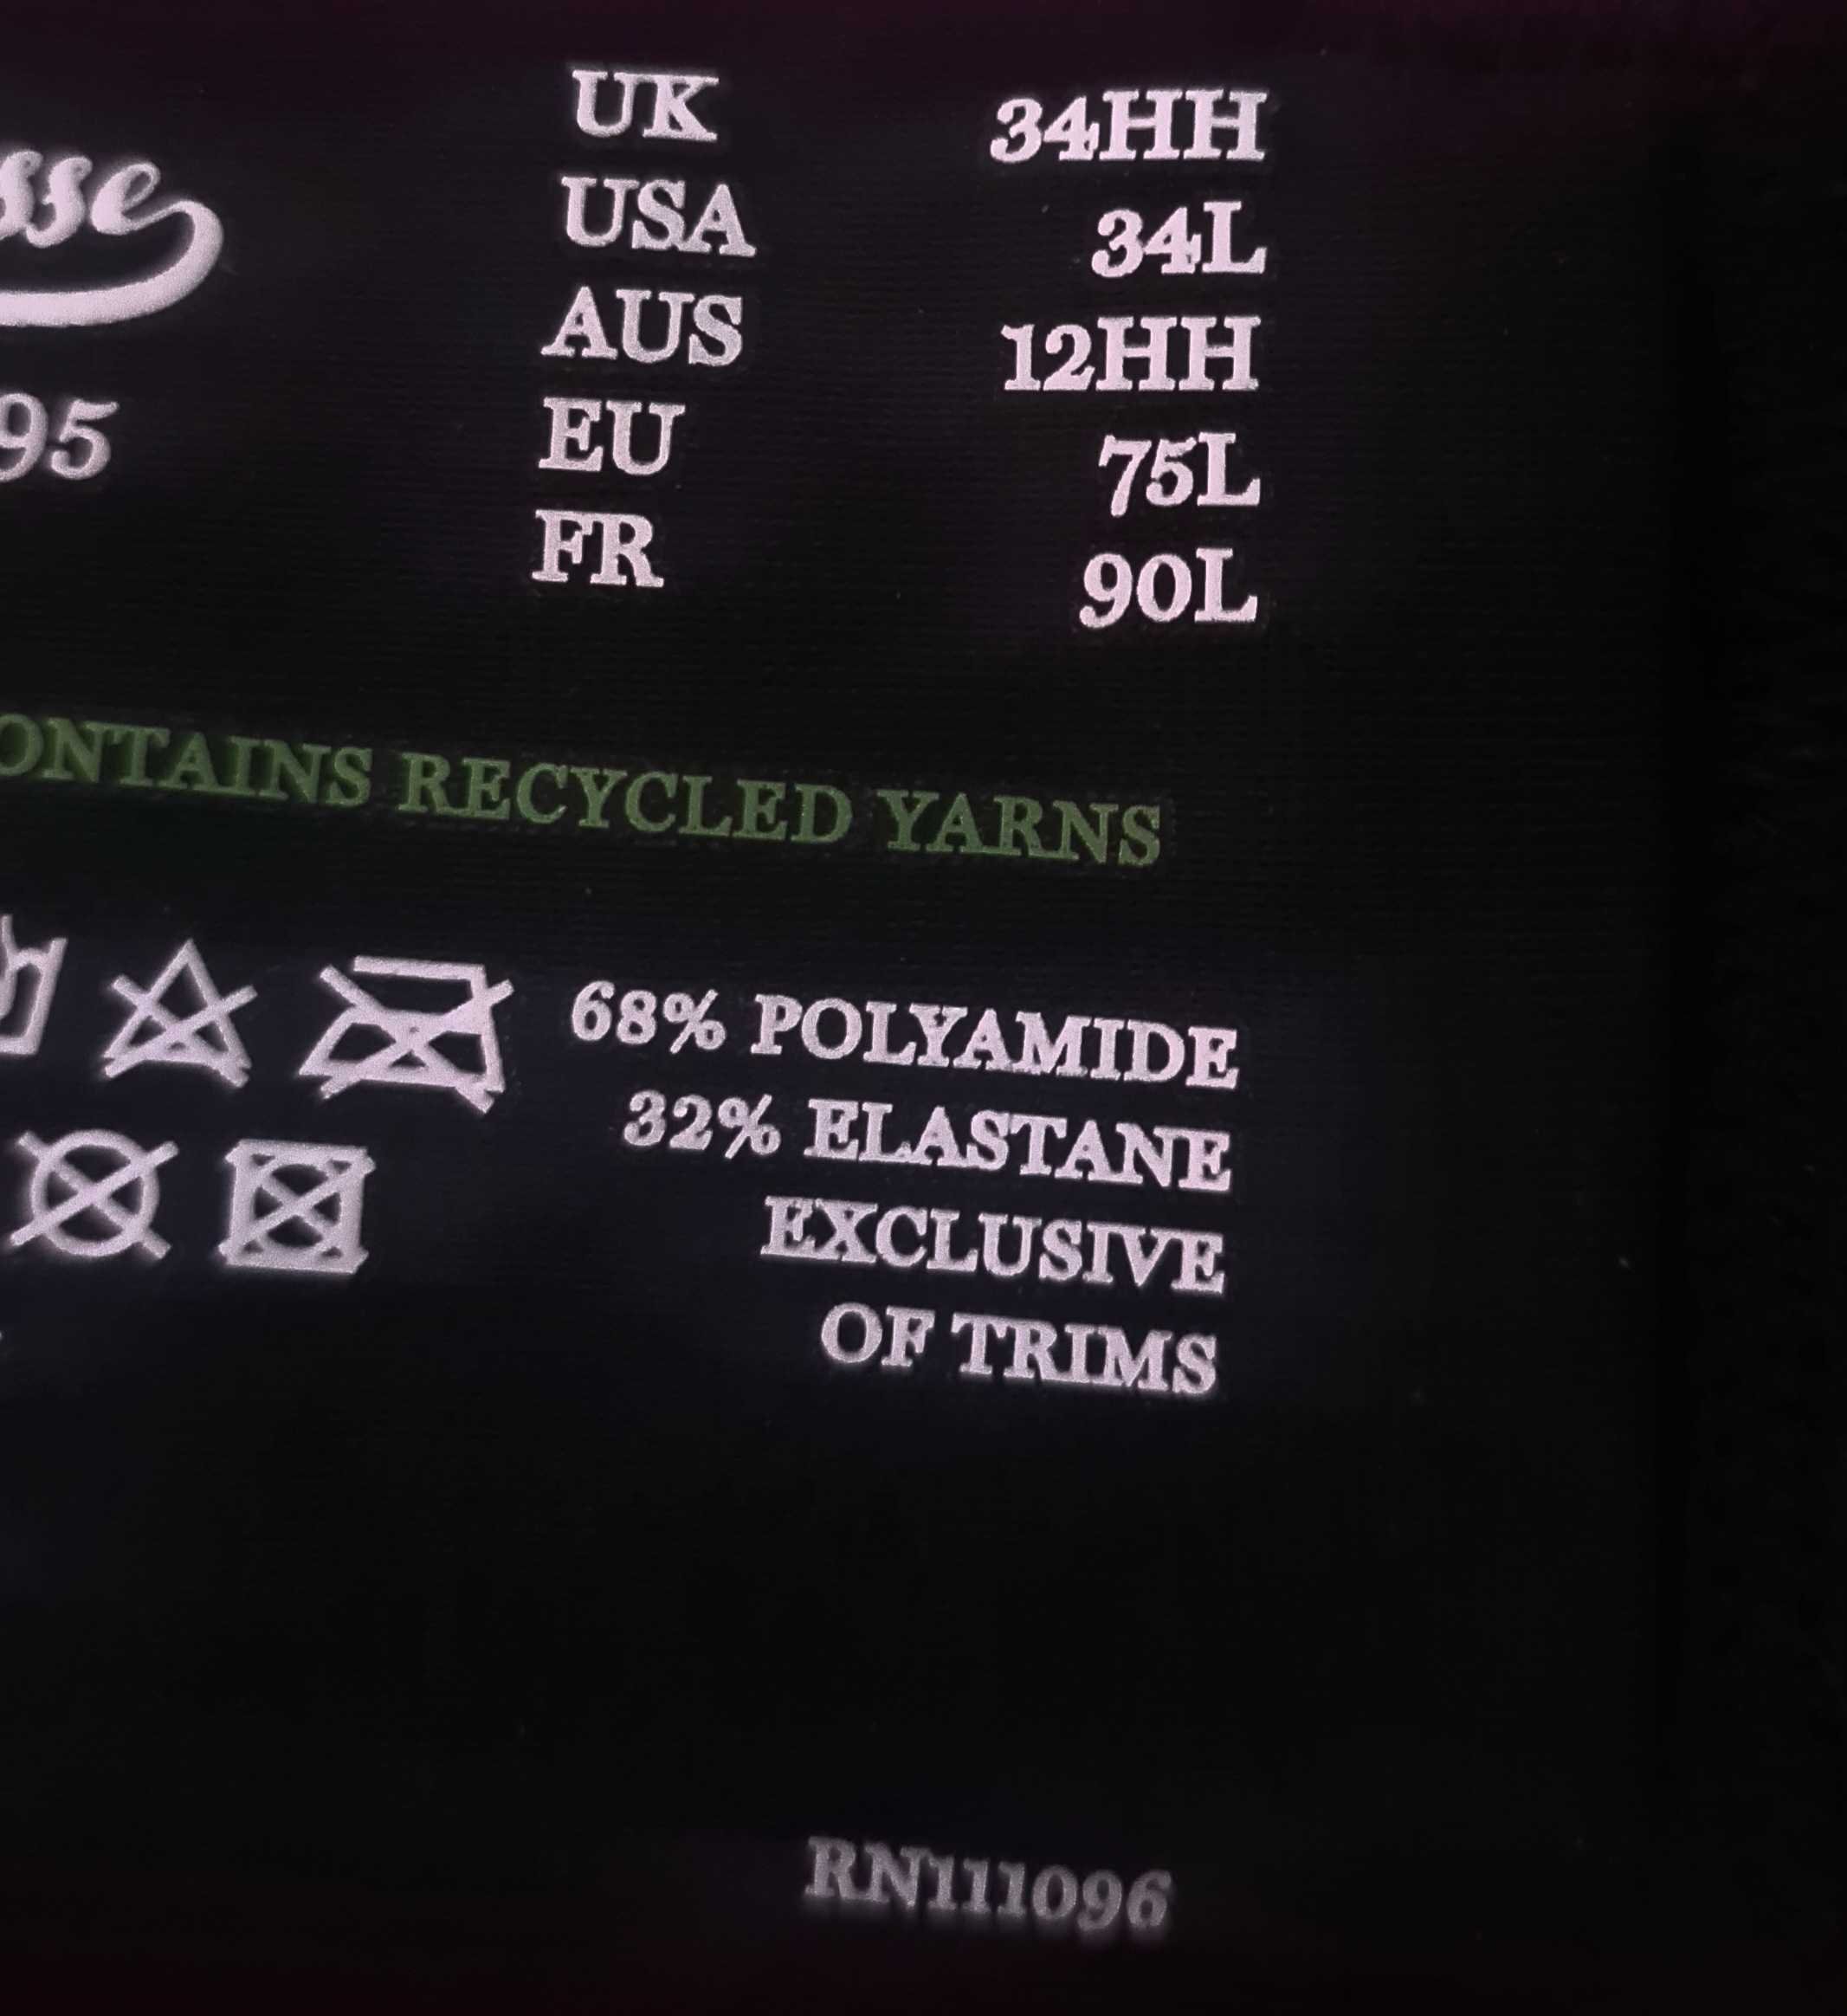 UK 34HH
USA 34L
AUS 12HH
EU 75L
FR 90L
95
RECYCLED YARNS
68% POLYAMIDE
32% ELASTANE
EXCLUSIVE
OF TRIMS
RN111096